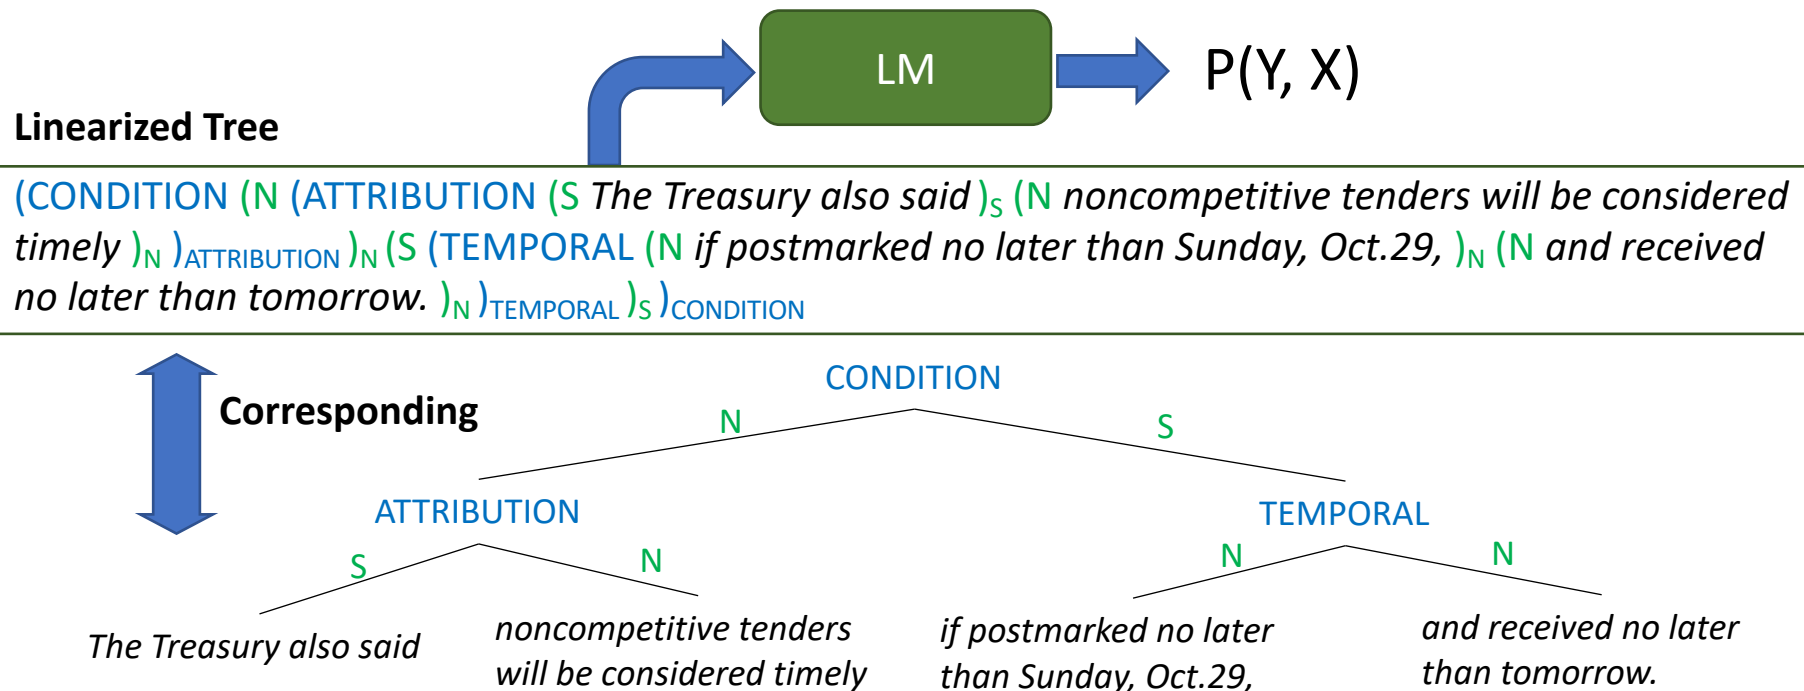 LM
P(Y, X)
Linearized Tree
(CONDITION (N (ATTRIBUTION (S The Treasury also said )S (N noncompetitive tenders will be considered
timely )N )ATTRIBUTION )N (S (TEMPORAL (N if postmarked no later than Sunday, Oct.29, )N (N and received
no later than tomorrow. )N )TEMPORAL )S )CONDITION
Corresponding
CONDITION
N
S
ATTRIBUTION
TEMPORAL
S
N
N
N
The Treasury also said
noncompetitive tenders
will be considered timely
if postmarked no later
than Sunday, Oct.29,
and received no later
than tomorrow.